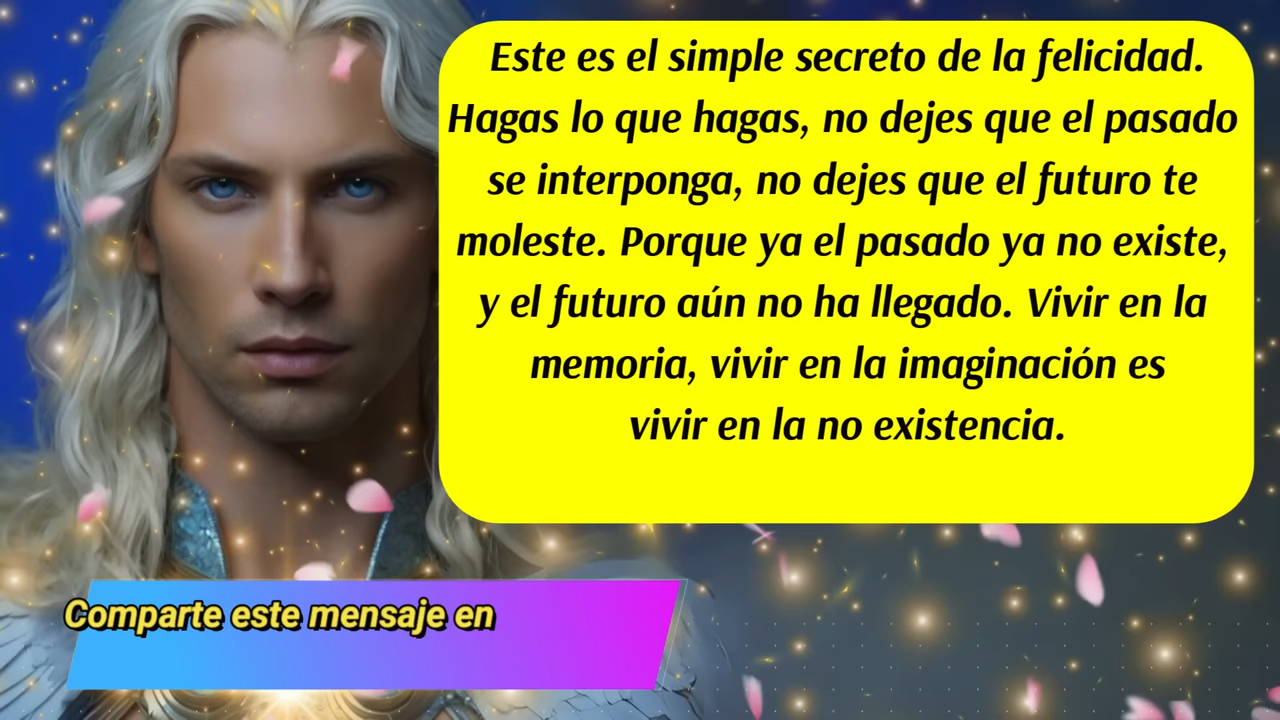 Este es el simple secreto de la felicidad.
Hagas lo que hagas, no dejes que el pasado
se interponga, no dejes que el futuro te
moleste. Porque ya el pasado ya no existe,
y el futuro aún no ha llegado. Vivir en la
memoria, vivir en la imaginación es
vivir en la no existencia.
Comparte este mensaje en